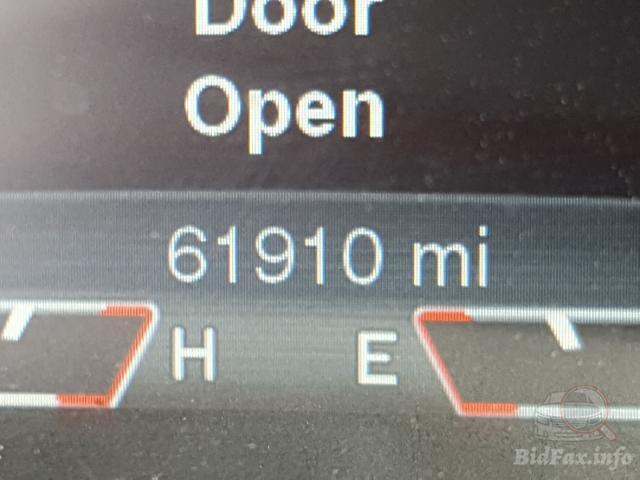 Door
Open
61910 mi
H E
BidFax.info